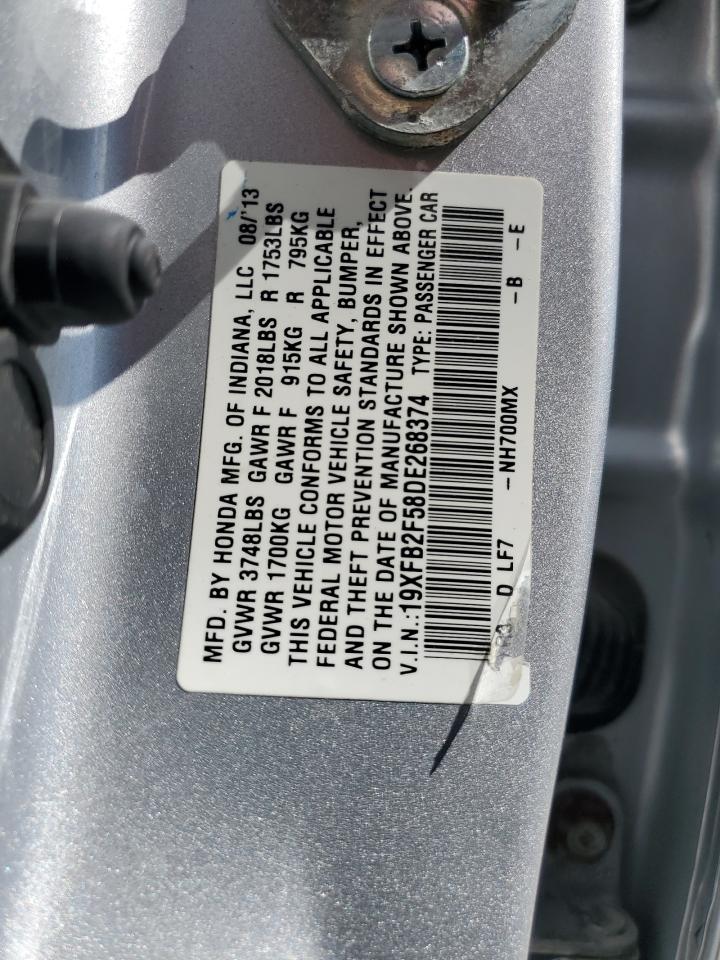 MFD. BY HONDA MFG. OF INDIANA, LLC 08/'13
GVWR 3748LBS GAWR F 2018LBS R 1753LBS
GVWR 1700KG GAWR F 915KG R 795KG
THIS VEHICLE CONFORMS TO ALL APPLICABLE
FEDERAL MOTOR VEHICLE SAFETY, BUMPER,
AND THEFT PREVENTION STANDARDS IN EFFECT
ON THE DATE OF MANUFACTURE SHOWN ABOVE.
V.I.N.:19XFB2F58DE268374 TYPE: PASSENGER CAR
D LF7 -NH700MX -B -E